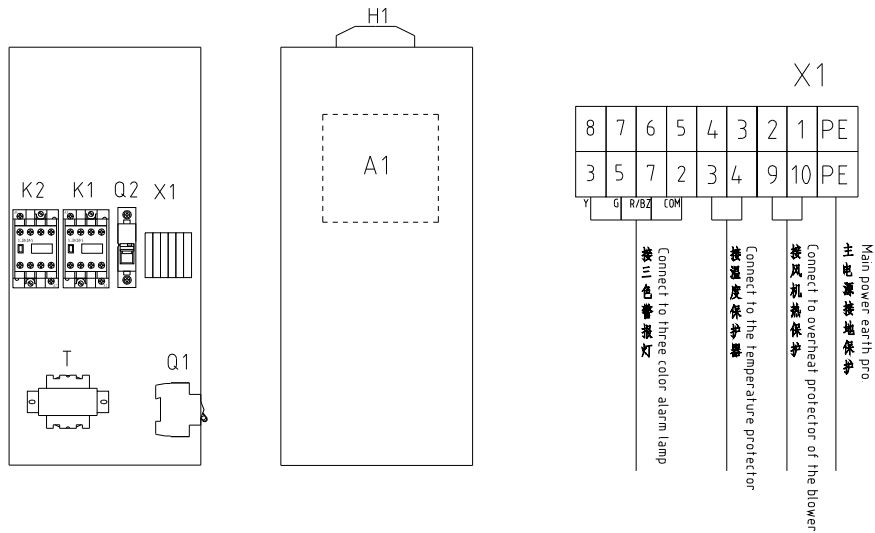 H1
X1
8 7 6 5 4 3 2 1 PE
3 5 7 2 3 4 9 10 PE
Y G R/BZ COM
A1
K2 K1 Q2 X1
T
Q1
接三色警报灯
Connect to three color alarm lamp
接温度保护器
Connect to the temperature protector
接风机热保护
Connect to overheat protector of the blower
主电源接地保护
Main power earth pro.